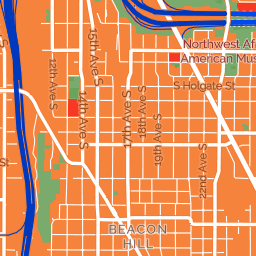 15th Ave S
Northwest Af
American Mus
12th Ave S
14th Ave S
S Holgate St
17th Ave S
18th Ave S
19th Ave S
22nd Ave S
St
BEACON
HILL